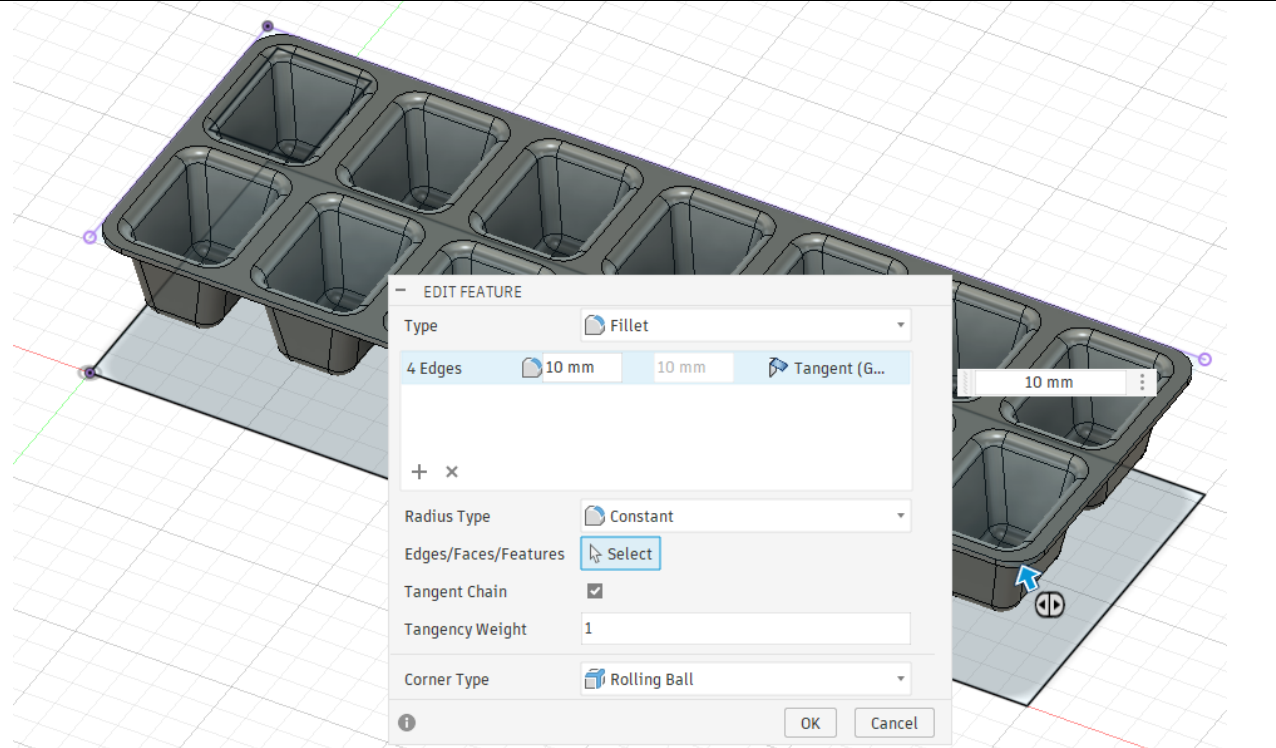 EDIT FEATURE
Type Fillet
4 Edges 10 mm 10 mm Tangent (G...
10 mm
Radius Type Constant
Edges/Faces/Features Select
Tangent Chain
Tangency Weight 1
Corner Type Rolling Ball
OK Cancel